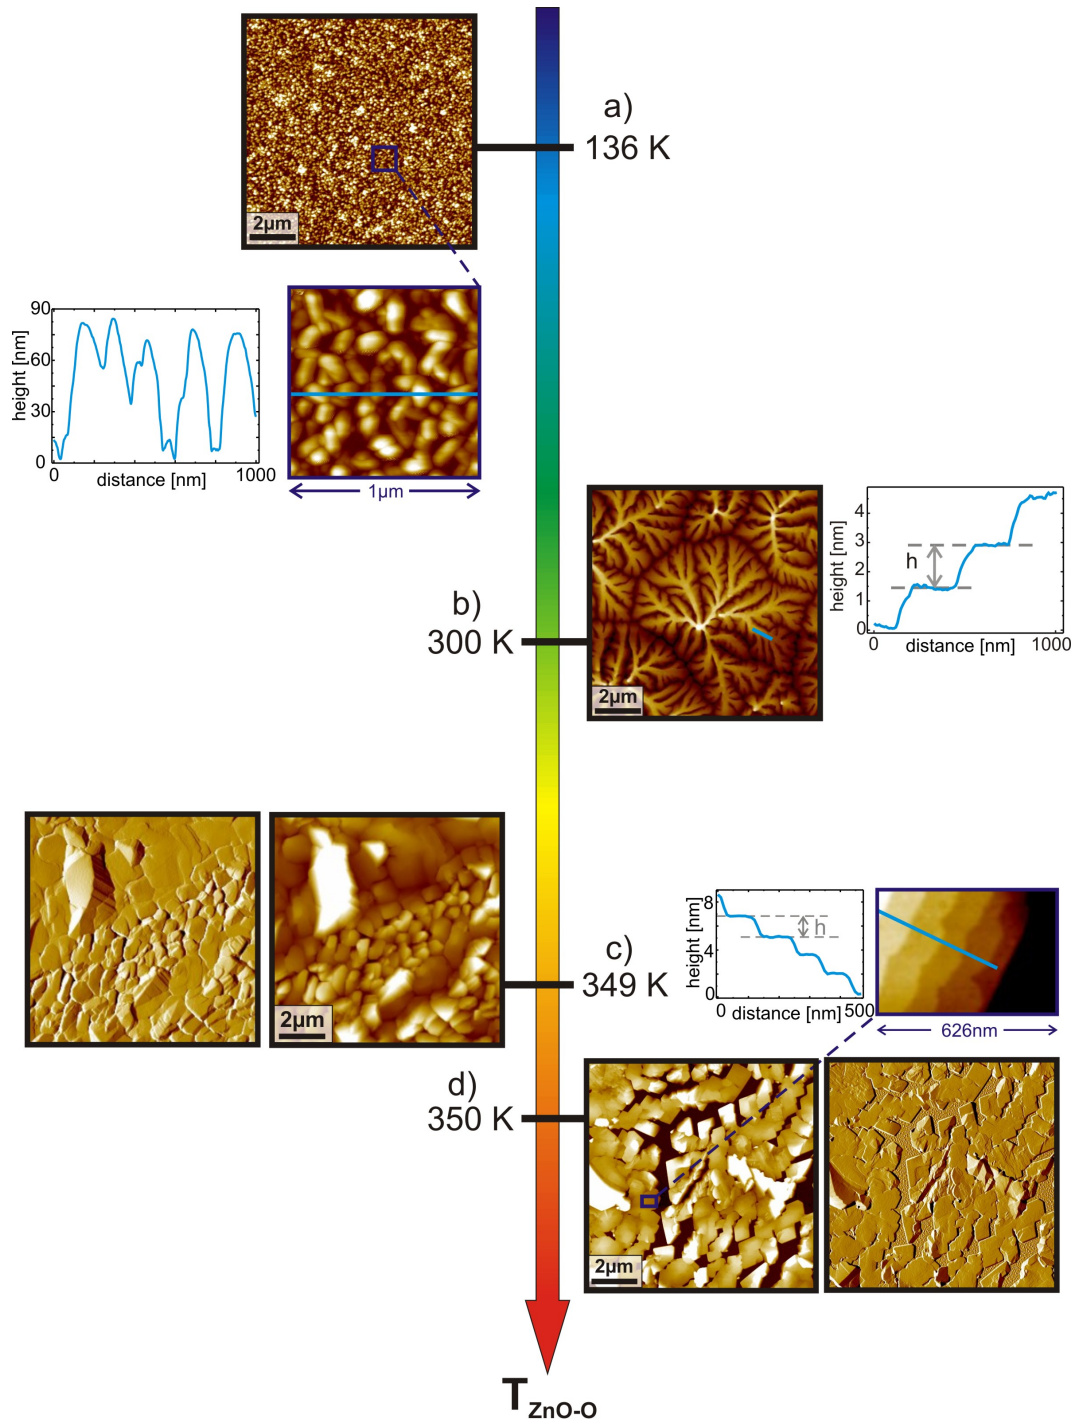 a)
136 K
2µm
90
60
30
0
height [nm]
0
1000
distance [nm]
1µm
b)
300 K
2µm
4
3
2
1
0
height [nm]
h
0
1000
distance [nm]
2µm
c)
349 K
8
4
0
height [nm]
h
0
distance [nm]
500
626nm
d)
350 K
2µm
T ZnO-O